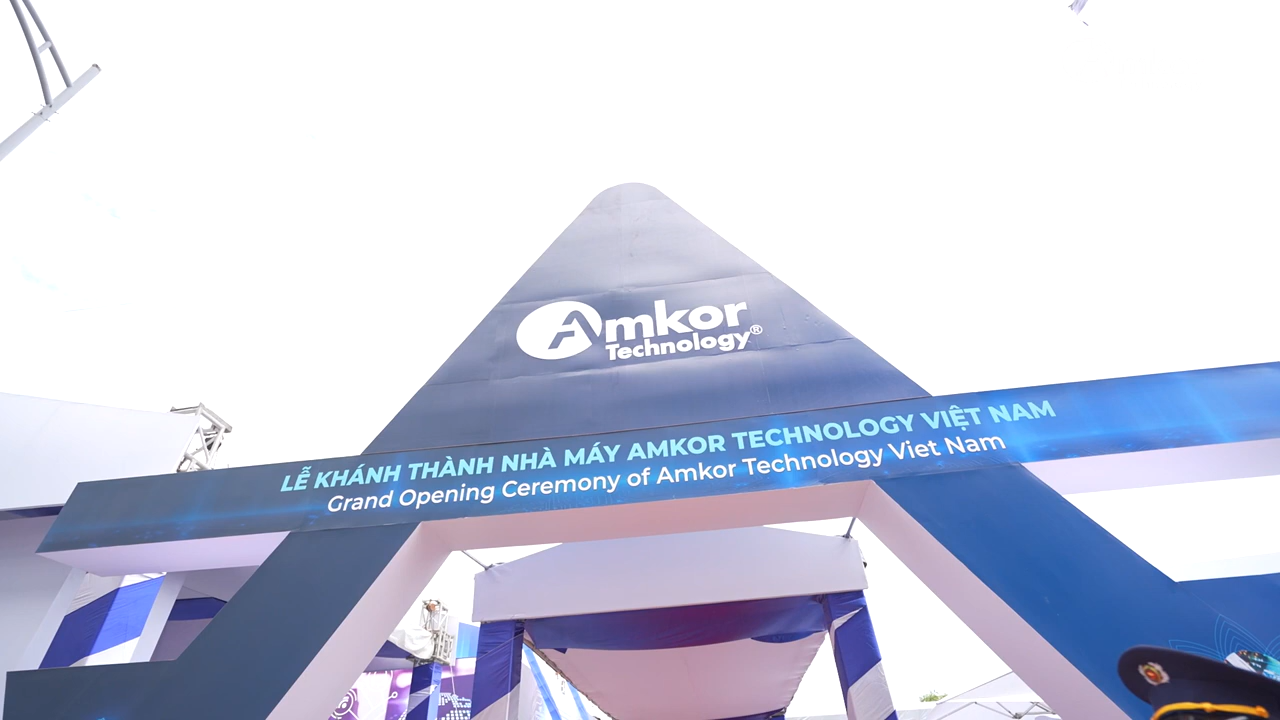 Amkor
Technology®
LỄ KHÁNH THÀNH NHÀ MÁY AMKOR TECHNOLOGY VIỆT NAM
Grand Opening Ceremony of Amkor Technology Viet Nam